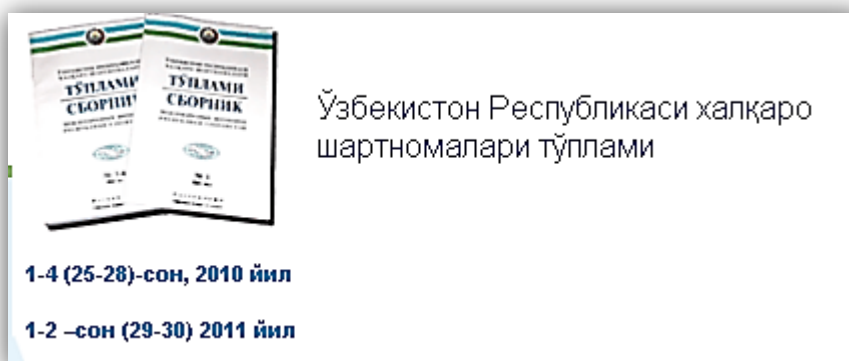 ТЎПЛАМИ
СБОРНИК
ТЎПЛАМИ
СБОРНИК
Ўзбекистон Республикаси халқаро
шартномалари тўплами
1-4 (25-28)-сон, 2010 йил
1-2 –сон (29-30) 2011 йил